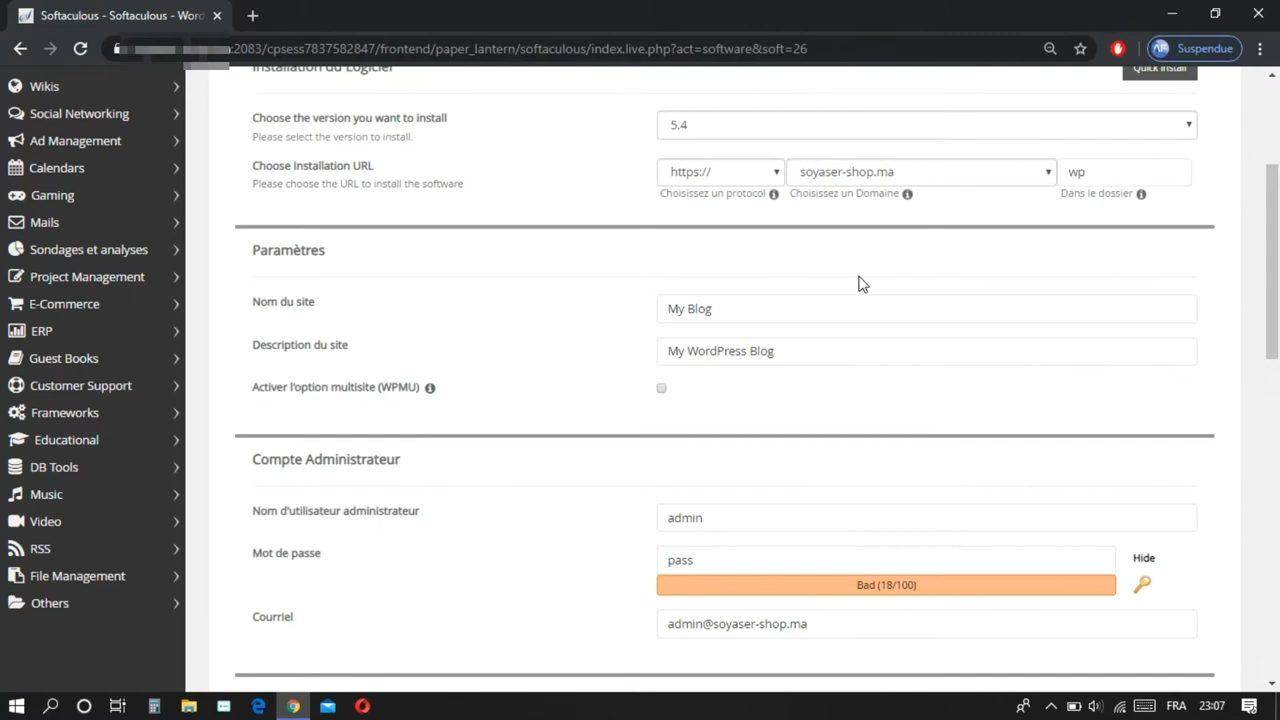 Softaculous - Softaculous - Wor
:2083/cpsess7837582847/frontend/paper_lantern/softaculous/index.live.php?act=software&soft=26
Suspendue
Installation du Logiciel
Quick Install
Wikis
Social Networking
Ad Management
Calendars
Gaming
Mails
Sondages et analyses
Project Management
E-Commerce
ERP
Guest Books
Customer Support
Frameworks
Educational
DB Tools
Music
Video
RSS
File Management
Others
Choose the version you want to install
Please select the version to install.
5.4
Choose Installation URL
Please choose the URL to install the software
https://
soyaser-shop.ma
wp
Choisissez un protocol
Choisissez un Domaine
Dans le dossier
Paramètres
Nom du site
My Blog
Description du site
My WordPress Blog
Activer l'option multisite (WPMU)
Compte Administrateur
Nom d'utilisateur administrateur
admin
Mot de passe
pass
Hide
Bad (18/100)
Courriel
admin@soyaser-shop.ma
FRA
23:07